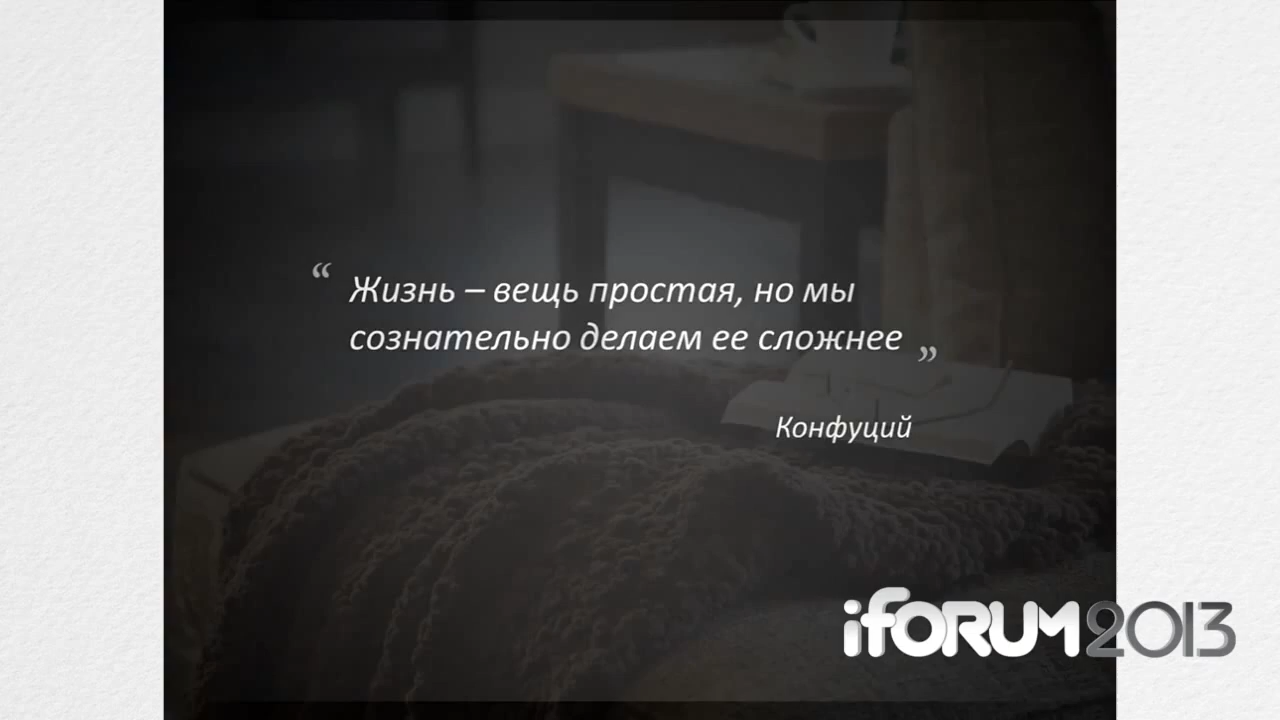 “ Жизнь – вещь простая, но мы
сознательно делаем ее сложнее ”
Конфуций
iFORUM2013